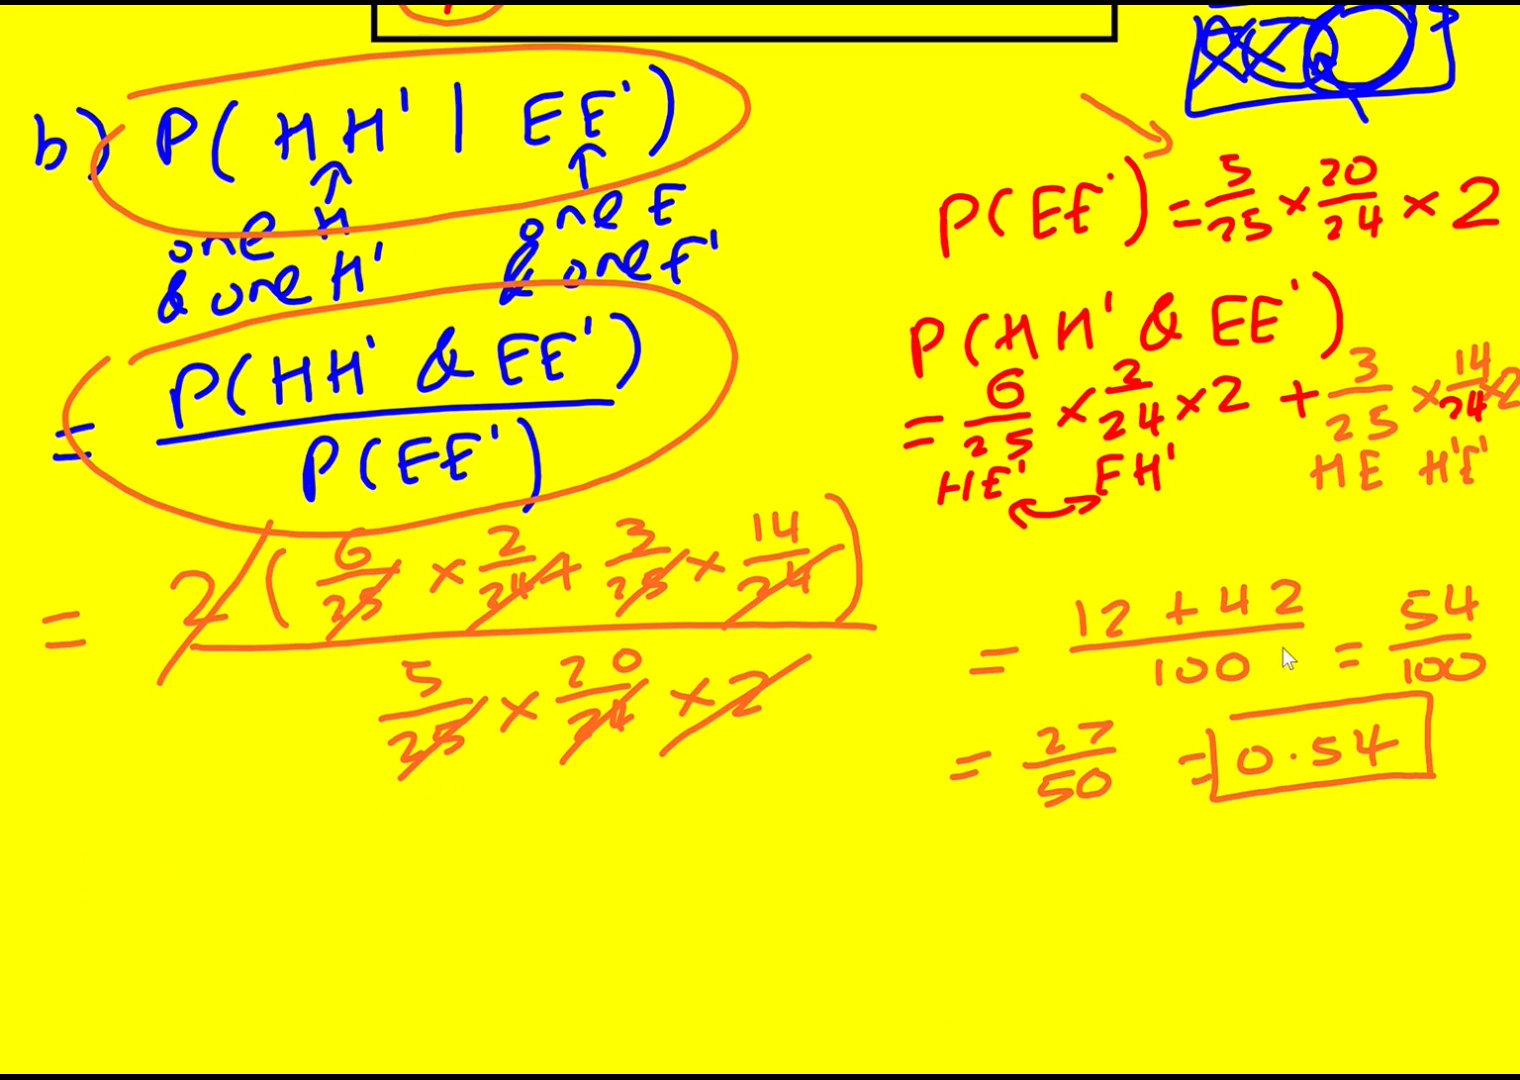 b) P( HH' | EE' )
one H & one H'
one E & one E'
= P(HH' & EE') / P(EE')
= 2 ( 6/25 × 2/24 + 3/25 × 14/24 ) / 5/25 × 20/24 × 2
P(EE') = 5/25 × 20/24 × 2
P( HH' & EE' )
= 6/25 × 2/24 × 2 + 3/25 × 14/24 × 2
HE' EH' HE H'E'
= 12 + 42 / 100 = 54/100
= 27/50 = 0.54